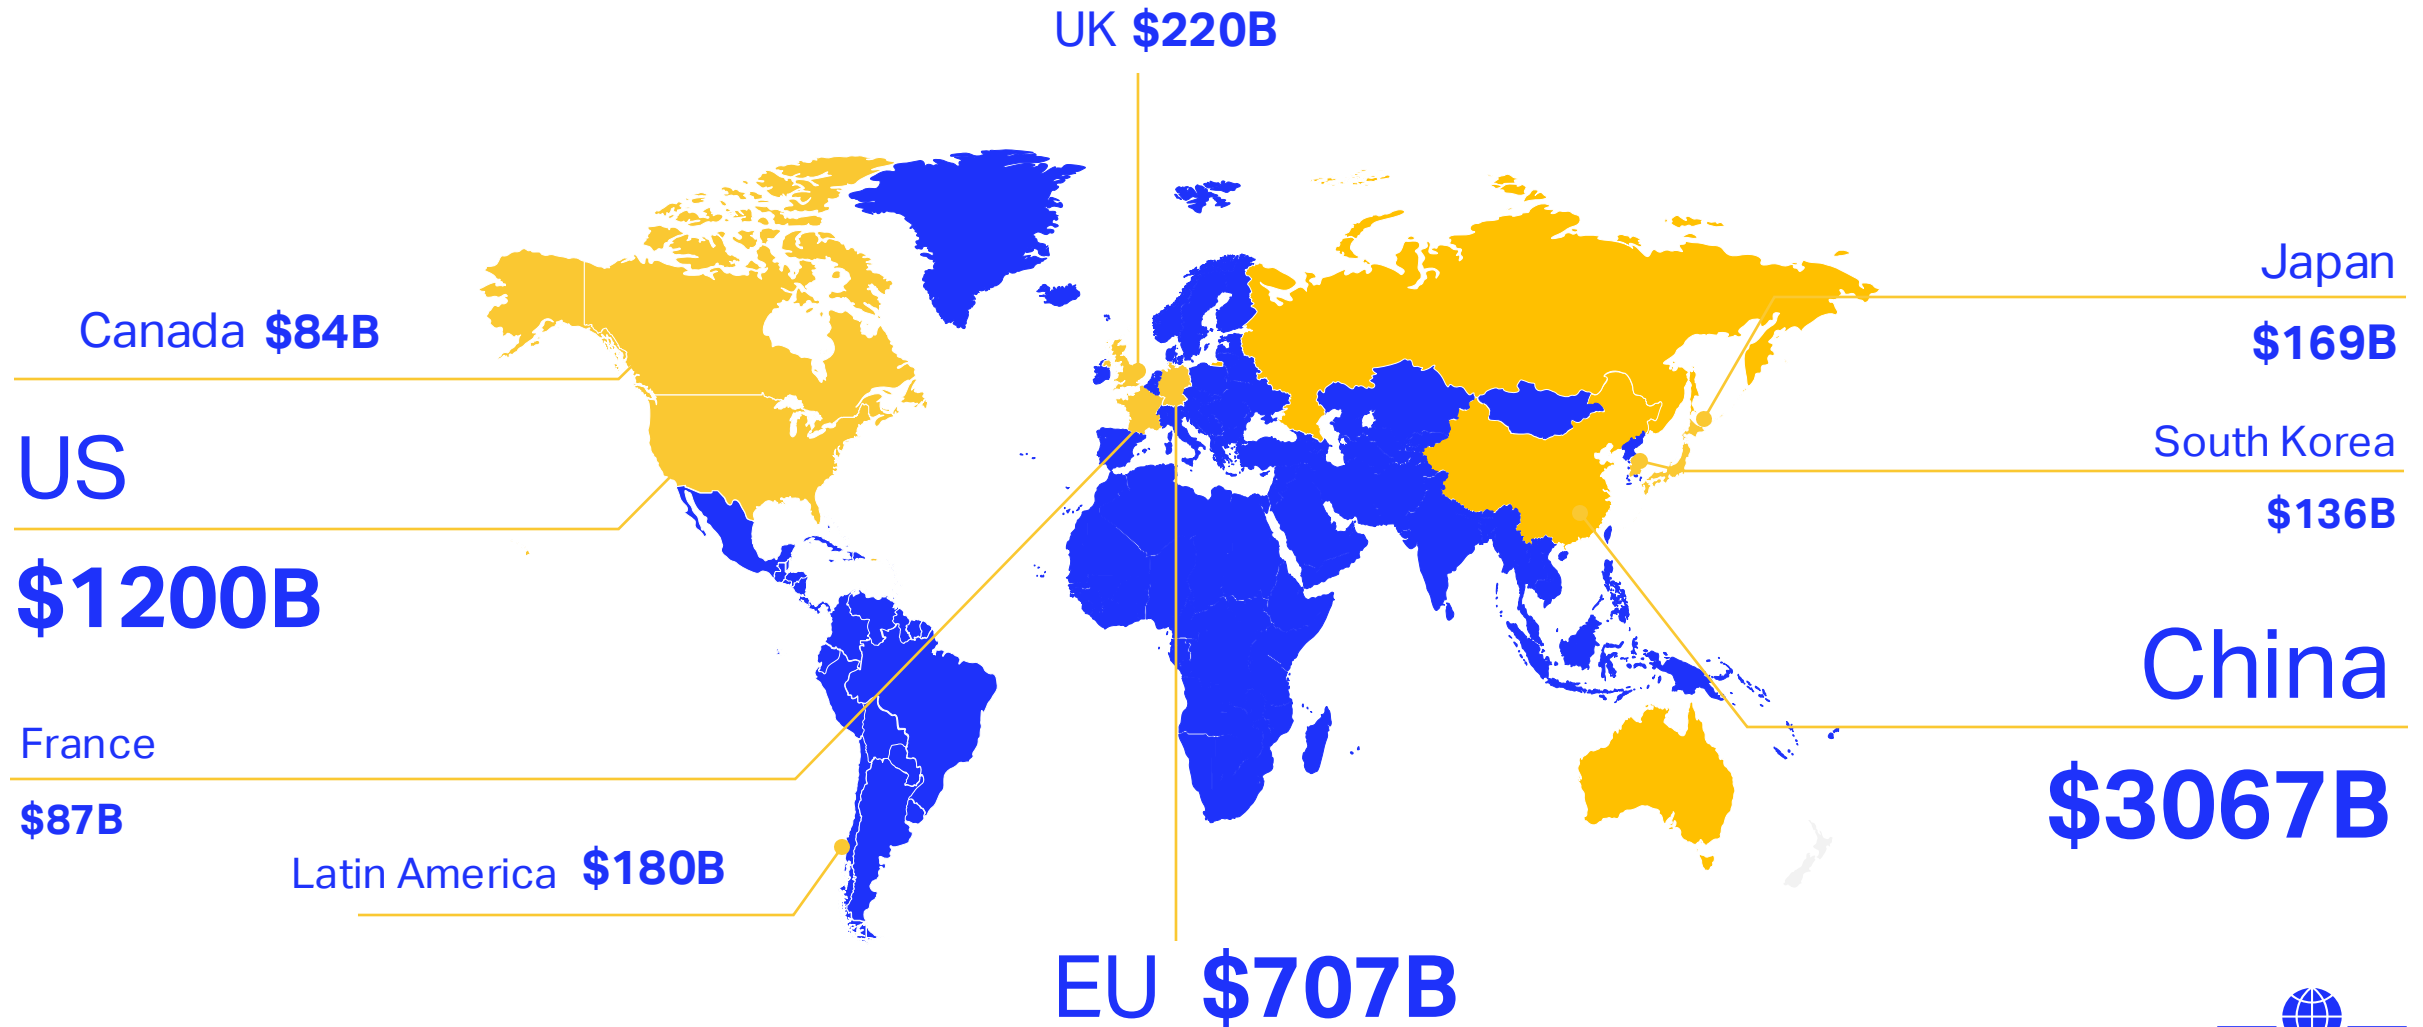 UK $220B
Japan
$169B
Canada $84B
South Korea
$136B
US
$1200B
China
$3067B
France
$87B
Latin America $180B
EU $707B